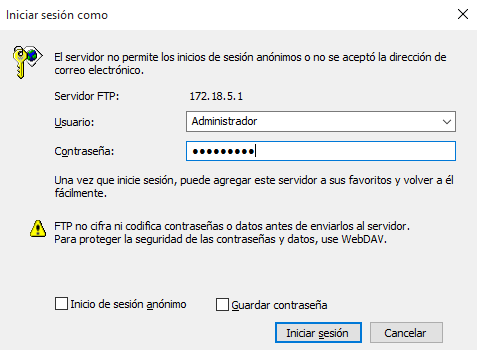 Iniciar sesión como
El servidor no permite los inicios de sesión anónimos o no se aceptó la dirección de
correo electrónico.
Servidor FTP: 172.18.5.1
Usuario: Administrador
Contraseña: ●●●●●●●●●
Una vez que inicie sesión, puede agregar este servidor a sus favoritos y volver a él
fácilmente.
FTP no cifra ni codifica contraseñas o datos antes de enviarlos al servidor.
Para proteger la seguridad de las contraseñas y datos, use WebDAV.
Inicio de sesión anónimo Guardar contraseña
Iniciar sesión Cancelar